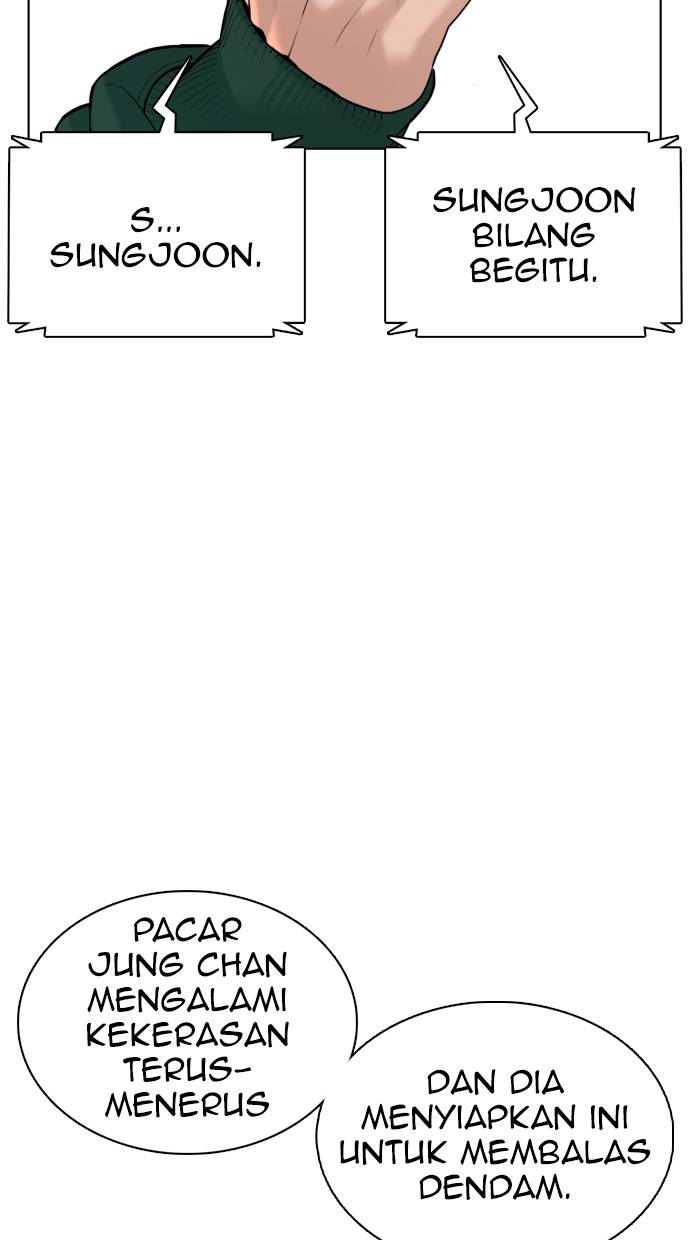 S...
SUNGJOON.
SUNGJOON
BILANG
BEGITU.
PACAR
JUNG CHAN
MENGALAMI
KEKERASAN
TERUS-
MENERUS
DAN DIA
MENYIAPKAN INI
UNTUK MEMBALAS
DENDAM.